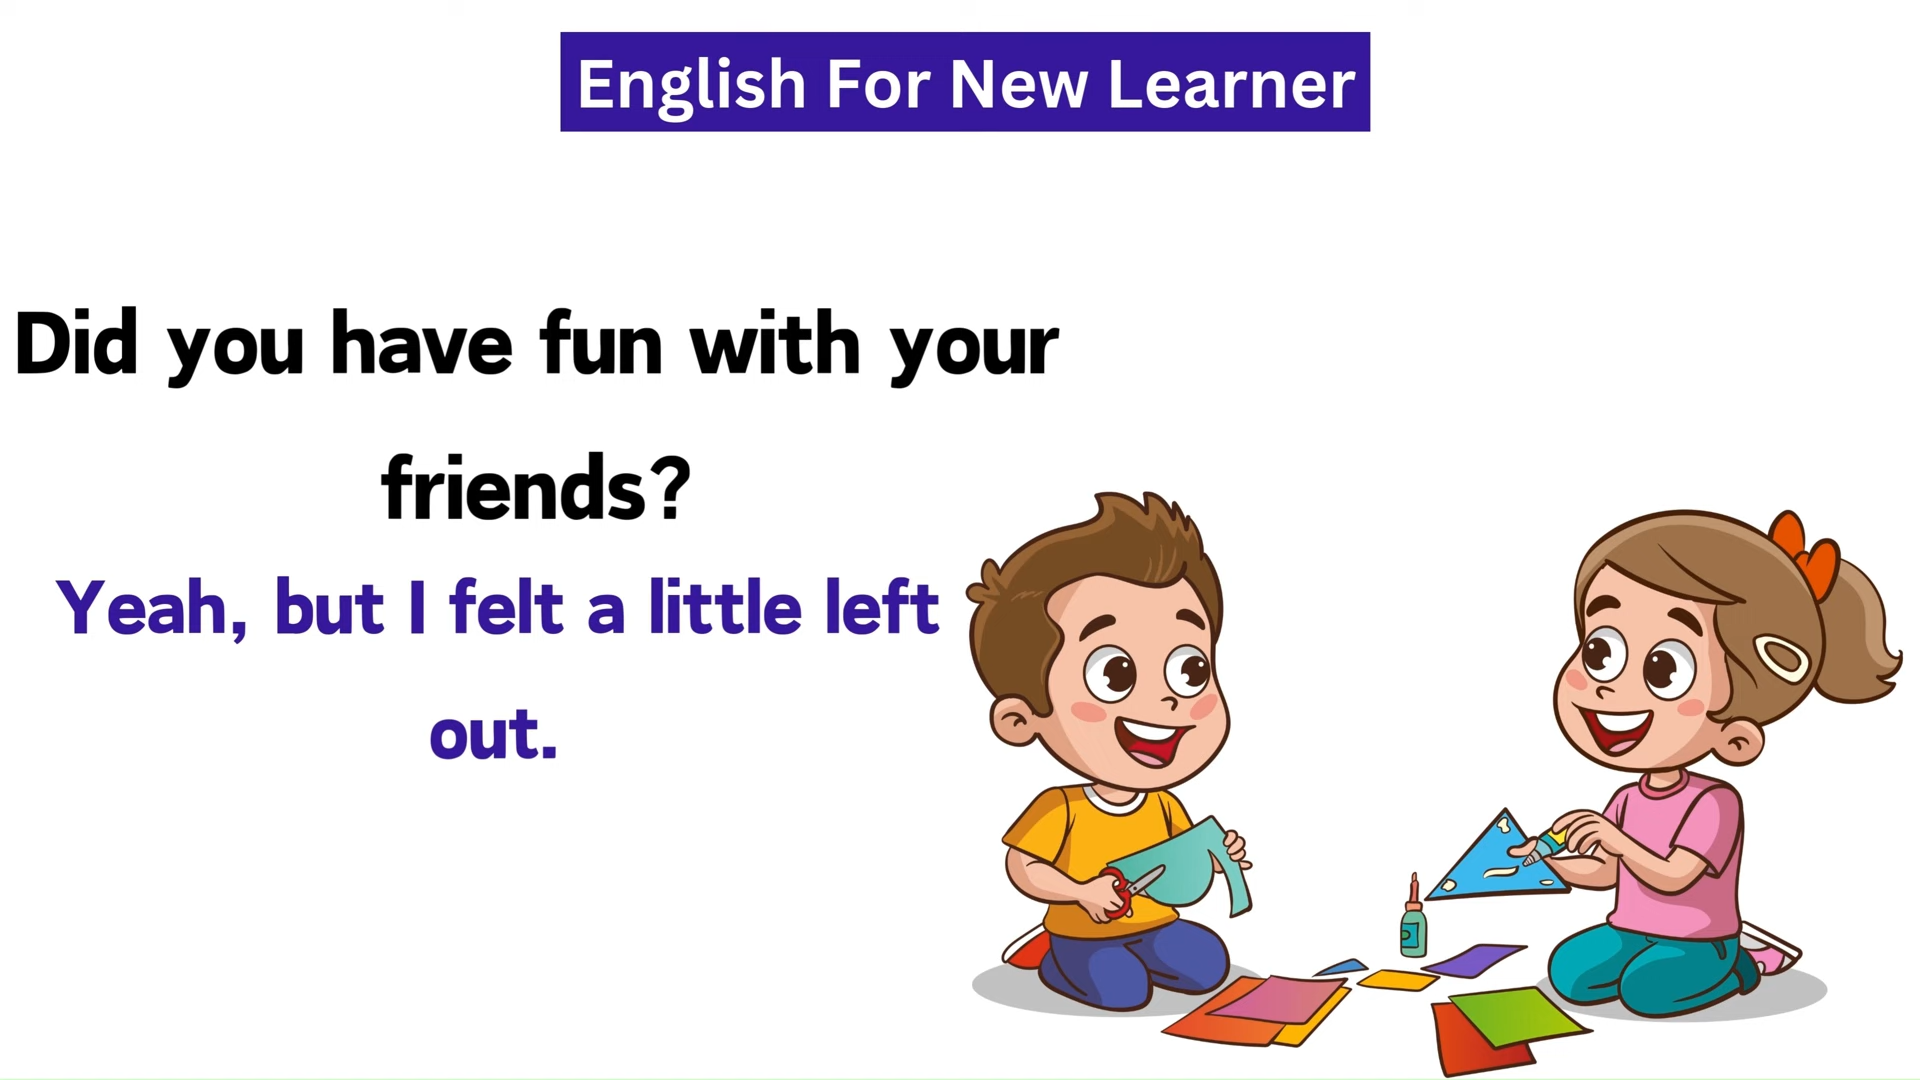 English For New Learner
Did you have fun with your
friends?
Yeah, but I felt a little left
out.